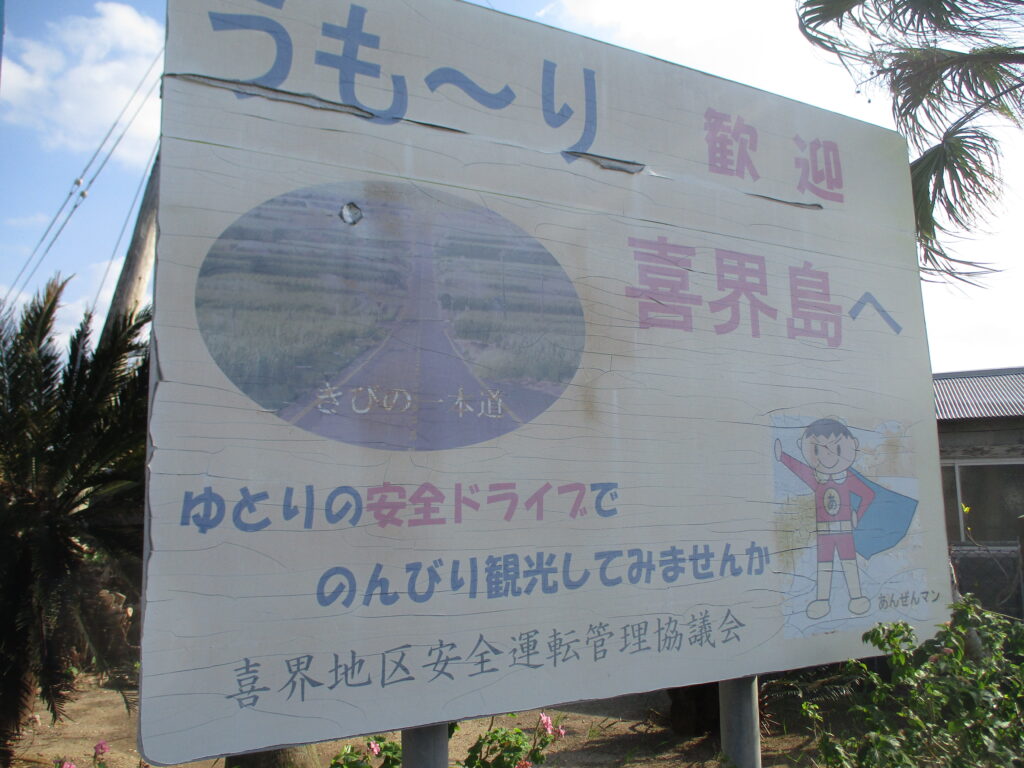 うも～り
歓迎
喜界島へ
きびの一本道
ゆとりの安全ドライブで
のんびり観光してみませんか
あ
あんぜんマン
喜界地区安全運転管理協議会